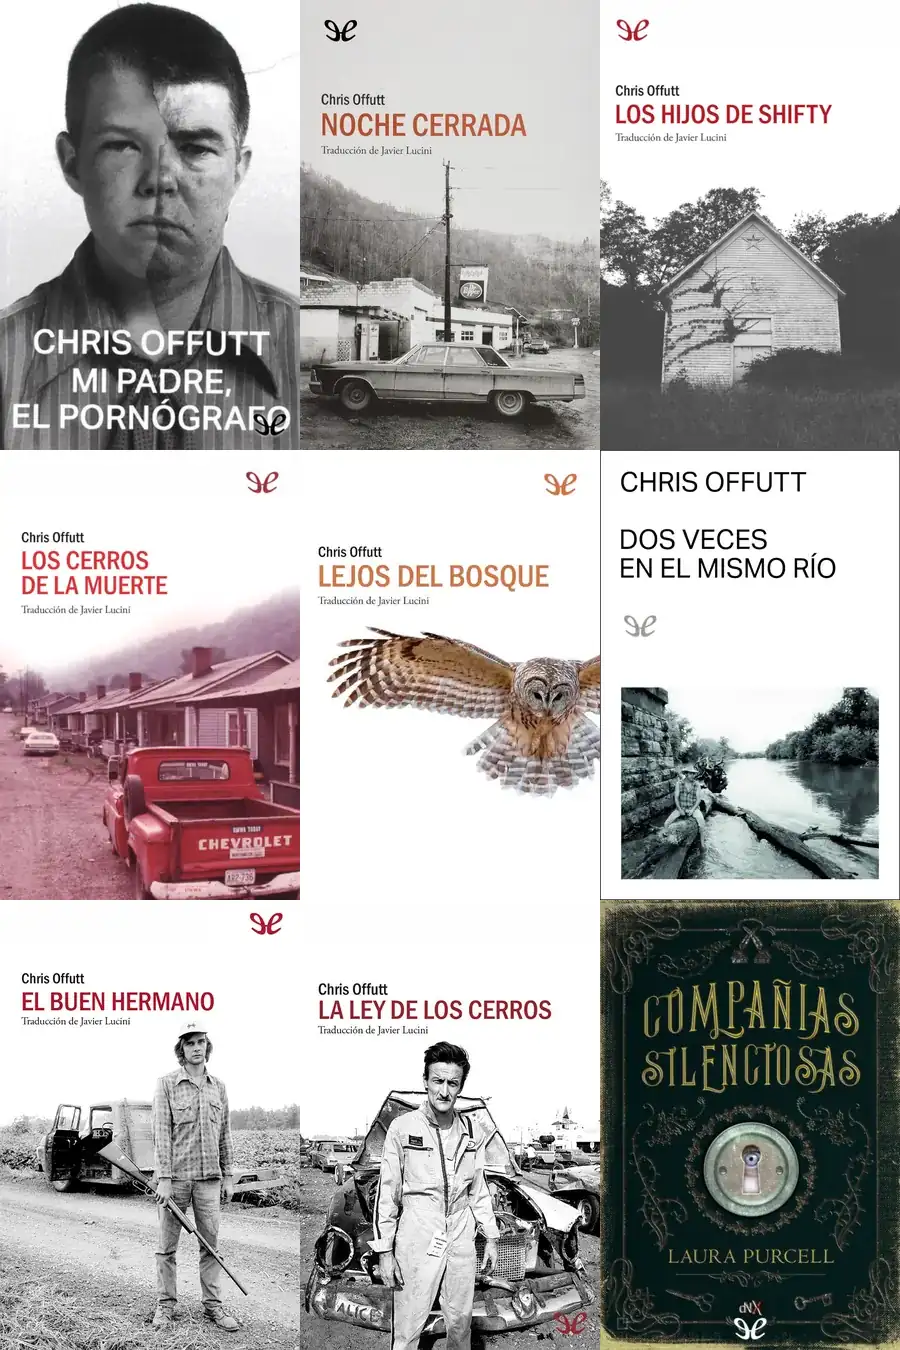 CHRIS OFFUTT
MI PADRE,
EL PORNÓGRAFO
Chris Offutt
NOCHE CERRADA
Traducción de Javier Lucini
Chris Offutt
LOS HIJOS DE SHIFTY
Traducción de Javier Lucini
Chris Offutt
LOS CERROS
DE LA MUERTE
Traducción de Javier Lucini
CHEVROLET
Chris Offutt
LEJOS DEL BOSQUE
Traducción de Javier Lucini
CHRIS OFFUTT
DOS VECES
EN EL MISMO RÍO
Chris Offutt
EL BUEN HERMANO
Traducción de Javier Lucini
Chris Offutt
LA LEY DE LOS CERROS
Traducción de Javier Lucini
ALICE
COMPAÑIAS
SILENCIOSAS
LAURA PURCELL
dNX